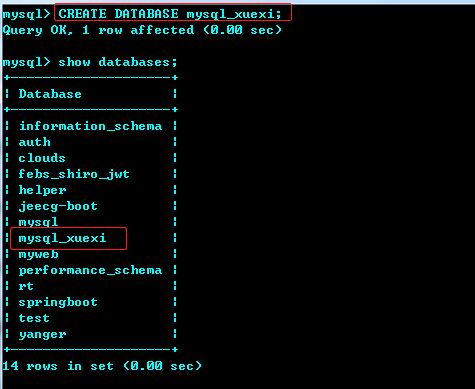 mysql> CREATE DATABASE mysql_xuexi;
Query OK, 1 row affected (0.00 sec)
mysql> show databases;
+--------------------+
| Database           |
+--------------------+
| information_schema |
| auth               |
| clouds             |
| febs_shiro_jwt     |
| helper             |
| jeecg-boot         |
| mysql              |
| mysql_xuexi        |
| myweb              |
| performance_schema |
| rt                 |
| springboot         |
| test               |
| yanger             |
+--------------------+
14 rows in set (0.00 sec)